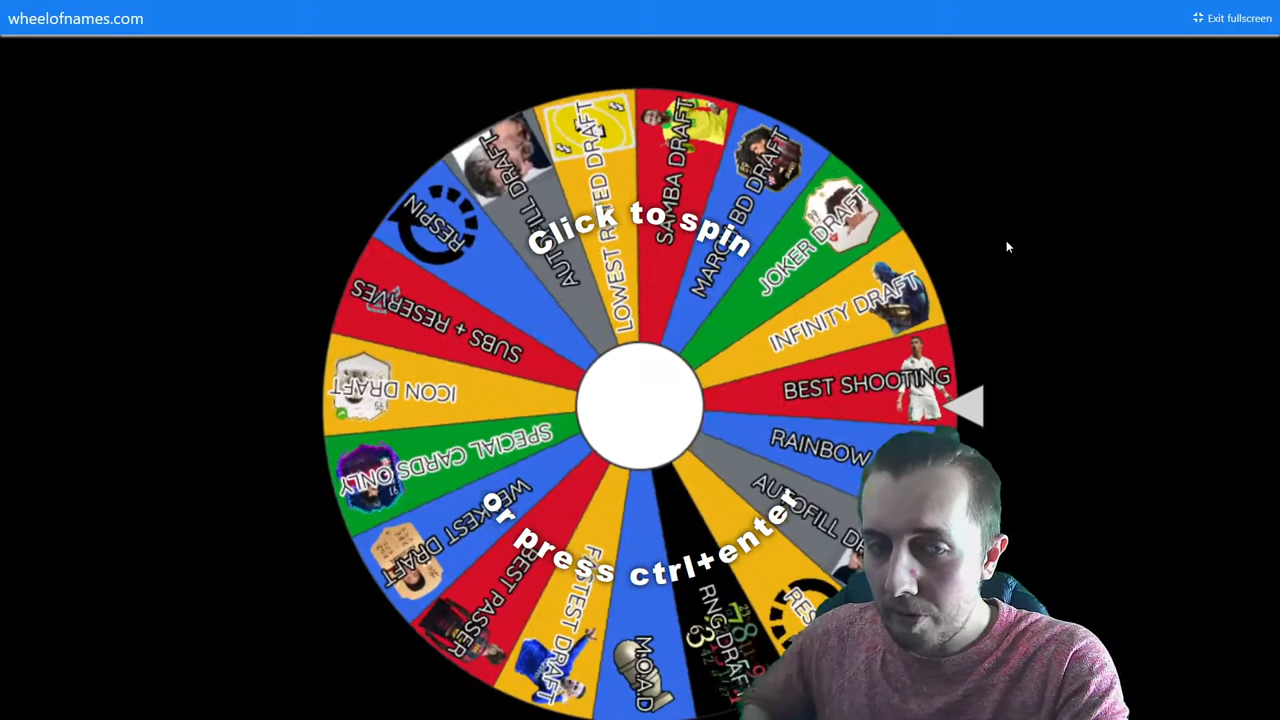 wheelofnames.com
Exit fullscreen
LOWEST RATED DRAFT
SAMBA DRAFT
JOKER DRAFT
INFINITY DRAFT
BEST SHOOTING
RAINBOW
AUTOFILL
RNG DRAFT
M.O.A.D
FASTEST DRAFT
BEST PASSER
WEAKEST DRAFT
SPECIAL CARDS ONLY
ICON DRAFT
SUBS + RESERVES
RESPIN
AUTOFILL DRAFT
Click to spin
or press ctrl+enter